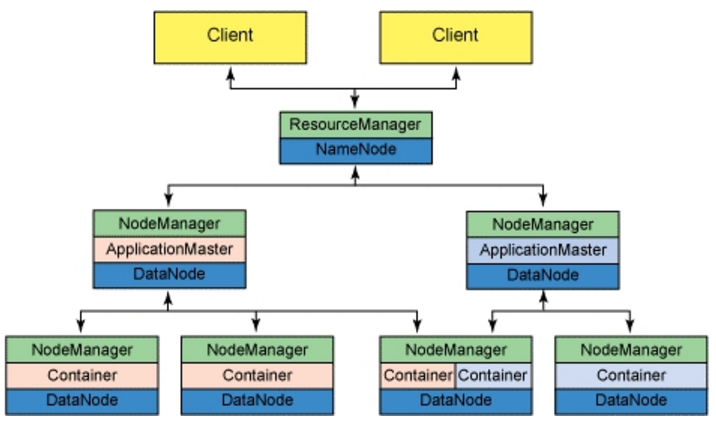 Client
Client
ResourceManager
NameNode
NodeManager
ApplicationMaster
DataNode
NodeManager
ApplicationMaster
DataNode
NodeManager
Container
DataNode
NodeManager
Container
DataNode
NodeManager
Container Container
DataNode
NodeManager
Container
DataNode